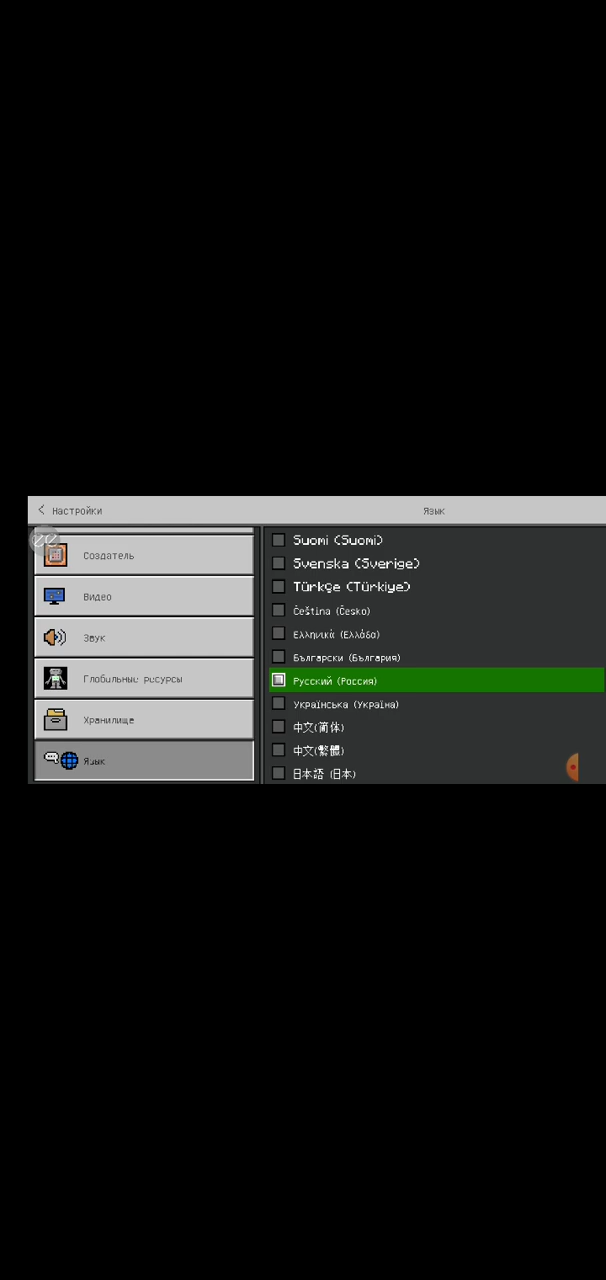 Настройки
Язык
Создатель
Видео
Звук
Глобильные ресурсы
Хранилище
Язык
Suomi (Suomi)
Svenska (Sverige)
Türkçe (Türkiye)
Čeština (Česko)
Ελληνικά (Ελλάδα)
Български (България)
Русский (Россия)
Українська (Україна)
中文(简体)
中文(繁體)
日本語 (日本)